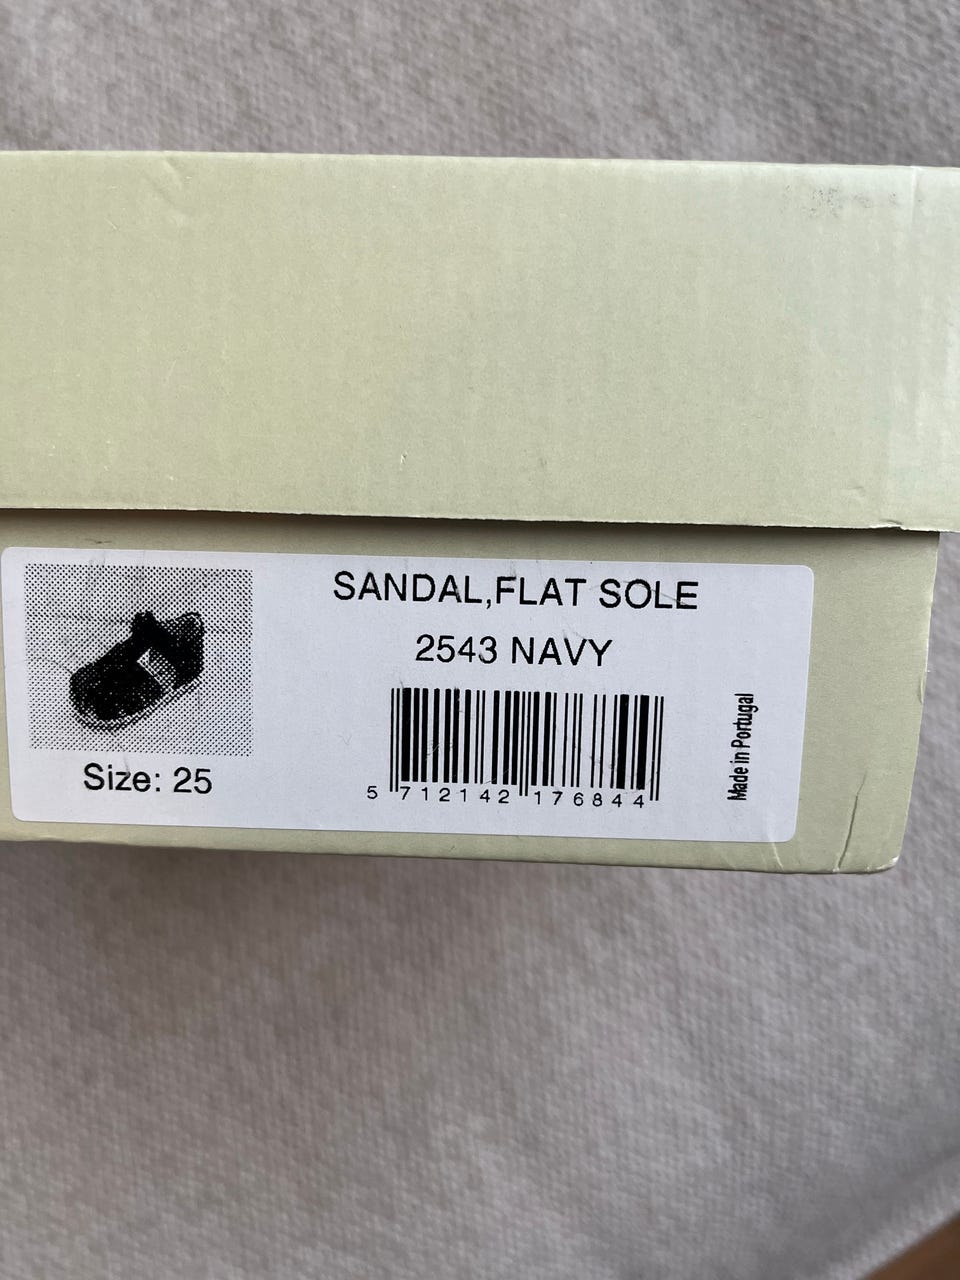 SANDAL,FLAT SOLE
2543 NAVY
Size: 25
5 712142 176844
Made in Portugal